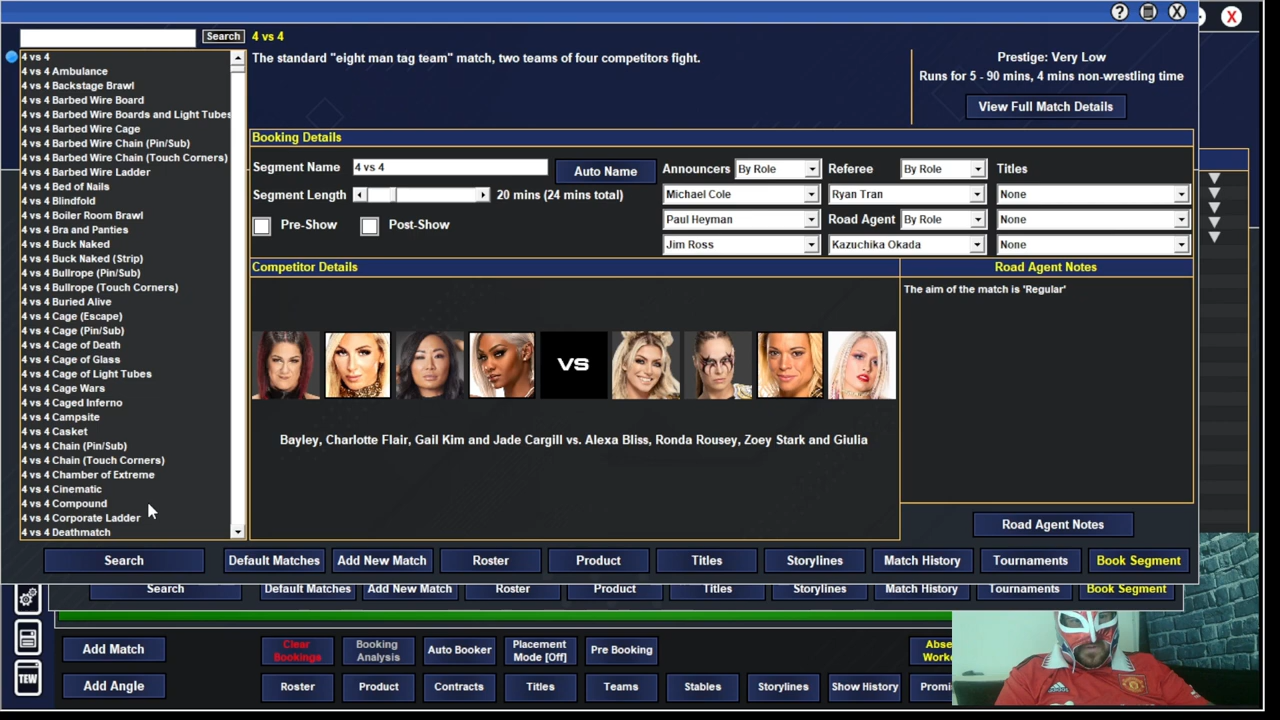 ? X X
Search 4 vs 4
The standard "eight man tag team" match, two teams of four competitors fight.
Prestige: Very Low
Runs for 5 - 90 mins, 4 mins non-wrestling time
View Full Match Details
4 vs 4
4 vs 4 Ambulance
4 vs 4 Backstage Brawl
4 vs 4 Barbed Wire Board
4 vs 4 Barbed Wire Boards and Light Tubes
4 vs 4 Barbed Wire Cage
4 vs 4 Barbed Wire Chain (Pin/Sub)
4 vs 4 Barbed Wire Chain (Touch Corners)
4 vs 4 Barbed Wire Ladder
4 vs 4 Bed of Nails
4 vs 4 Blindfold
4 vs 4 Boiler Room Brawl
4 vs 4 Bra and Panties
4 vs 4 Buck Naked
4 vs 4 Buck Naked (Strip)
4 vs 4 Bullrope (Pin/Sub)
4 vs 4 Bullrope (Touch Corners)
4 vs 4 Buried Alive
4 vs 4 Cage (Escape)
4 vs 4 Cage (Pin/Sub)
4 vs 4 Cage of Death
4 vs 4 Cage of Glass
4 vs 4 Cage of Light Tubes
4 vs 4 Cage Wars
4 vs 4 Caged Inferno
4 vs 4 Campsite
4 vs 4 Casket
4 vs 4 Chain (Pin/Sub)
4 vs 4 Chain (Touch Corners)
4 vs 4 Chamber of Extreme
4 vs 4 Cinematic
4 vs 4 Compound
4 vs 4 Corporate Ladder
4 vs 4 Deathmatch
Booking Details
Segment Name 4 vs 4 Auto Name Announcers By Role Referee By Role Titles
Segment Length 20 mins (24 mins total) Michael Cole Ryan Tran None
Pre-Show Post-Show Paul Heyman Road Agent By Role None
Jim Ross Kazuchika Okada None
Competitor Details
Road Agent Notes
The aim of the match is 'Regular'
VS
Bayley, Charlotte Flair, Gail Kim and Jade Cargill vs. Alexa Bliss, Ronda Rousey, Zoey Stark and Giulia
Road Agent Notes
Search Default Matches Add New Match Roster Product Titles Storylines Match History Tournaments Book Segment
Search Default Matches Add New Match Roster Product Titles Storylines Match History Tournaments Book Segment
Add Match Clear Bookings Booking Analysis Auto Booker Placement Mode [Off] Pre Booking
TEW Add Angle Roster Product Contracts Titles Teams Stables Storylines Show History